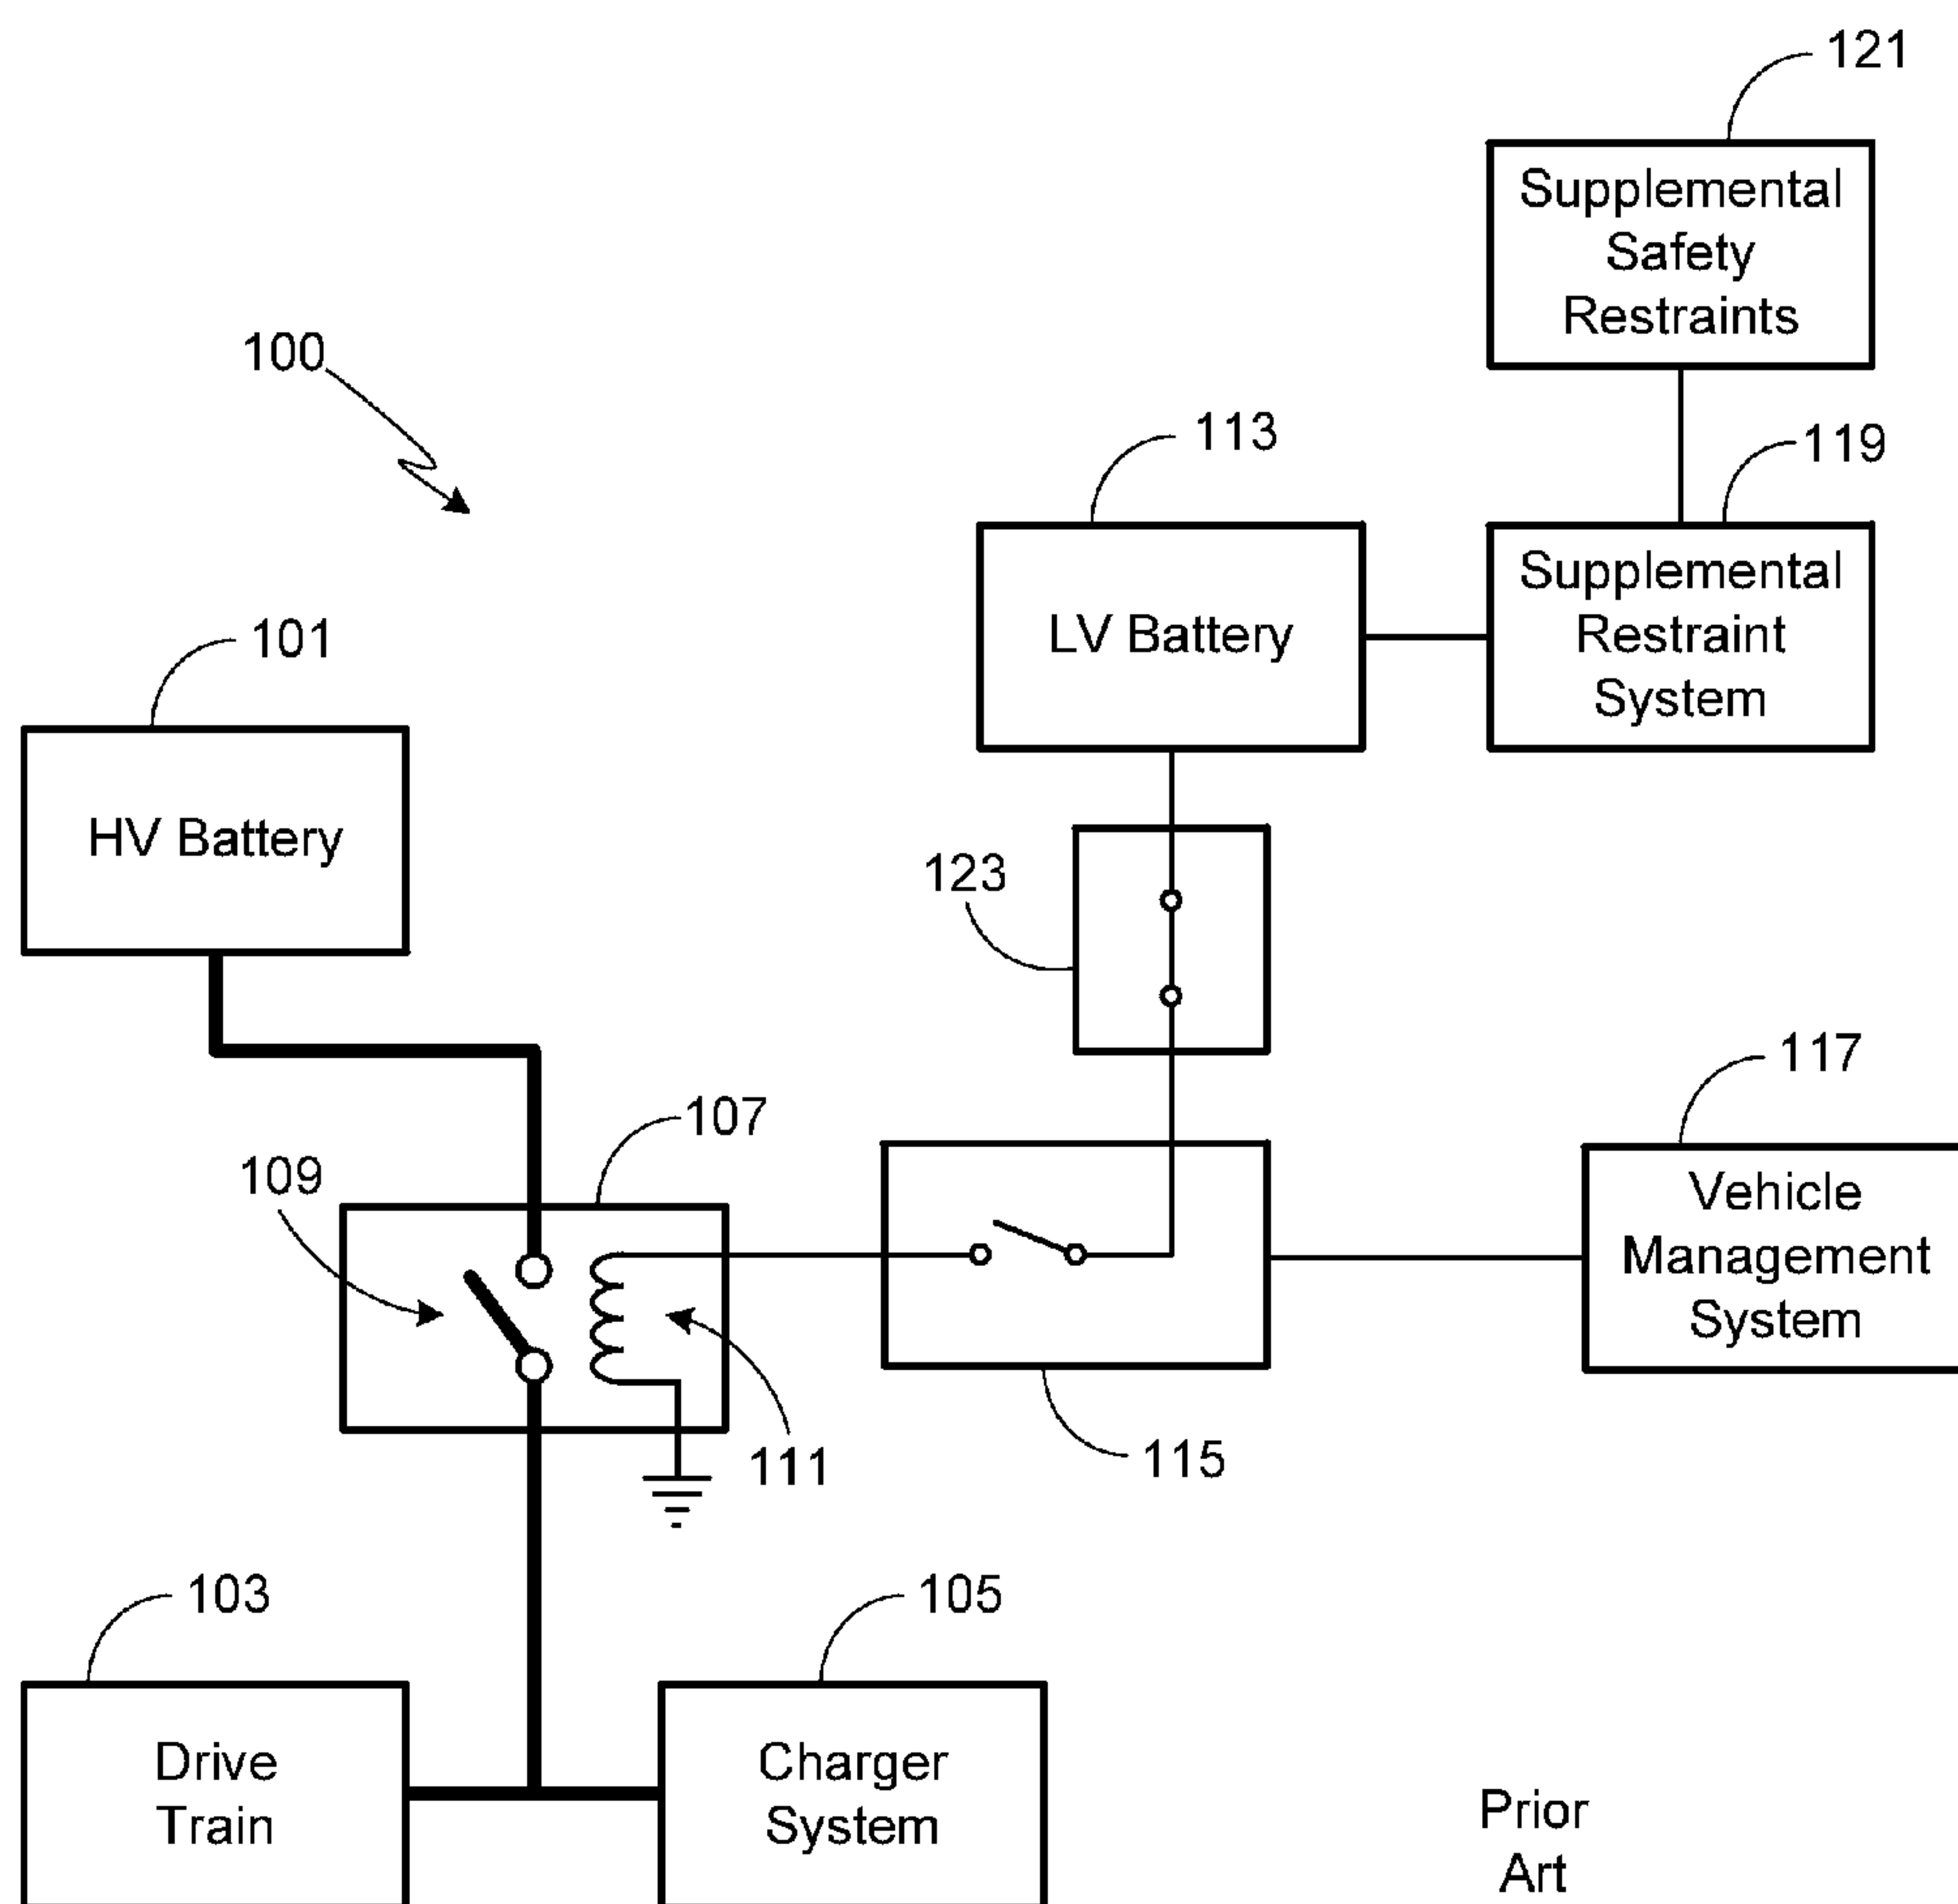 121
Supplemental
Safety
Restraints
100
113
119
LV Battery
Supplemental
Restraint
System
101
HV Battery
123
117
107
109
Vehicle
Management
System
111
115
103
105
Drive
Train
Charger
System
Prior
Art